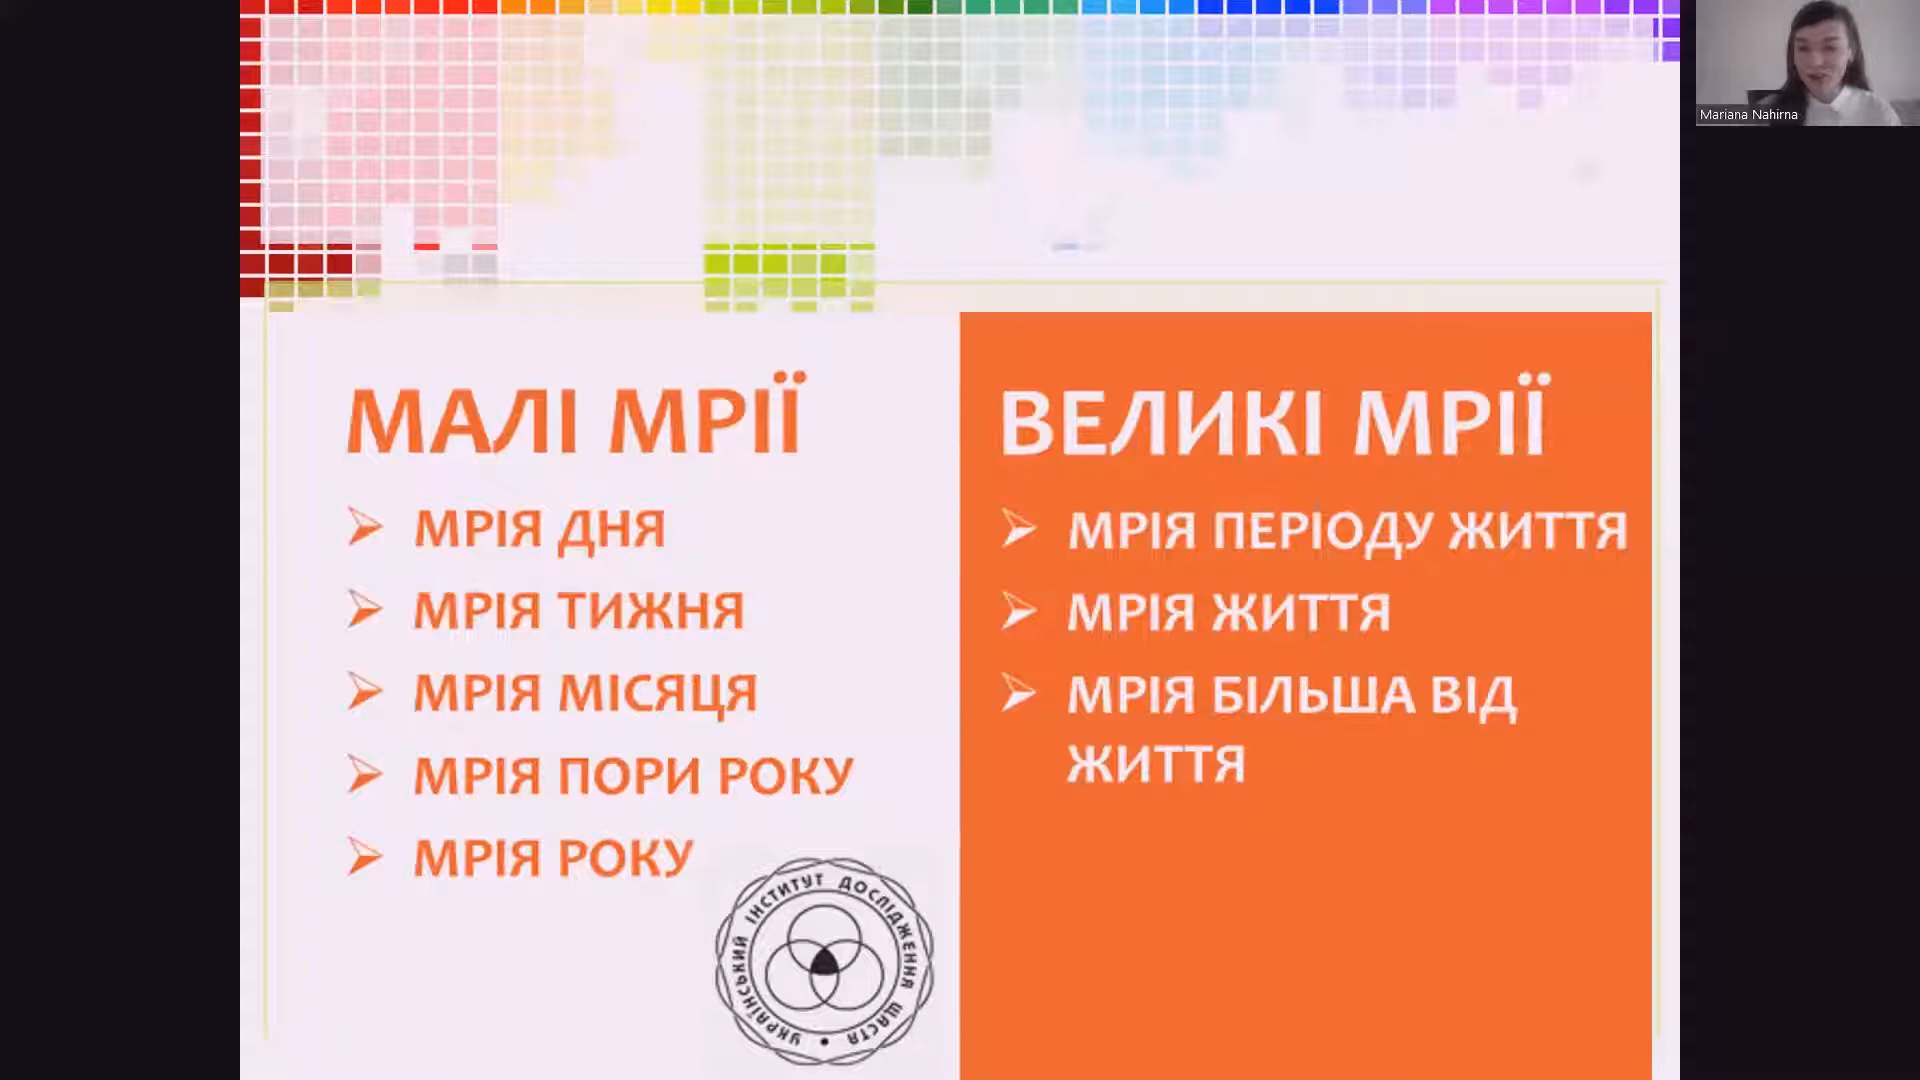 Mariana Nahirna
МАЛІ МРІЇ
МРІЯ ДНЯ
МРІЯ ТИЖНЯ
МРІЯ МІСЯЦЯ
МРІЯ ПОРИ РОКУ
МРІЯ РОКУ
УКРАЇНСЬКИЙ ІНСТИТУТ ДОСЛІДЖЕННЯ ЩАСТЯ
ВЕЛИКІ МРІЇ
МРІЯ ПЕРІОДУ ЖИТТЯ
МРІЯ ЖИТТЯ
МРІЯ БІЛЬША ВІД
ЖИТТЯ